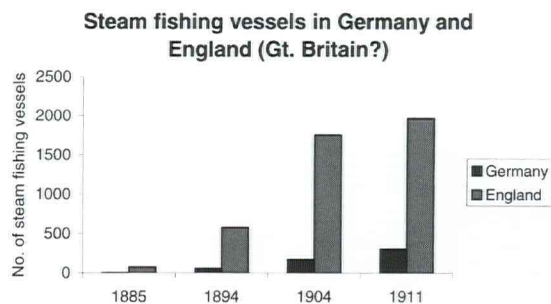 Steam fishing vessels in Germany and
England (Gt. Britain?)
No. of steam fishing vessels
2500
2000
1500
1000
500
0
1885
1894
1904
1911
Germany
England